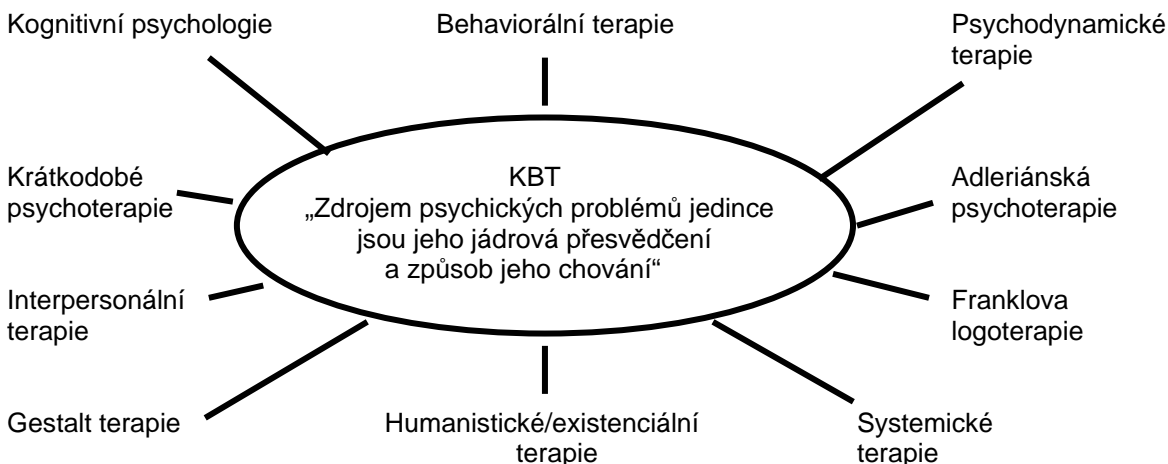 Kognitivní psychologie
Behaviorální terapie
Psychodynamické
terapie
Krátkodobé
psychoterapie
KBT
„Zdrojem psychických problémů jedince
jsou jeho jádrová přesvědčení
a způsob jeho chování“
Adleriánská
psychoterapie
Interpersonální
terapie
Franklova
logoterapie
Gestalt terapie
Humanistické/existenciální
terapie
Systemické
terapie